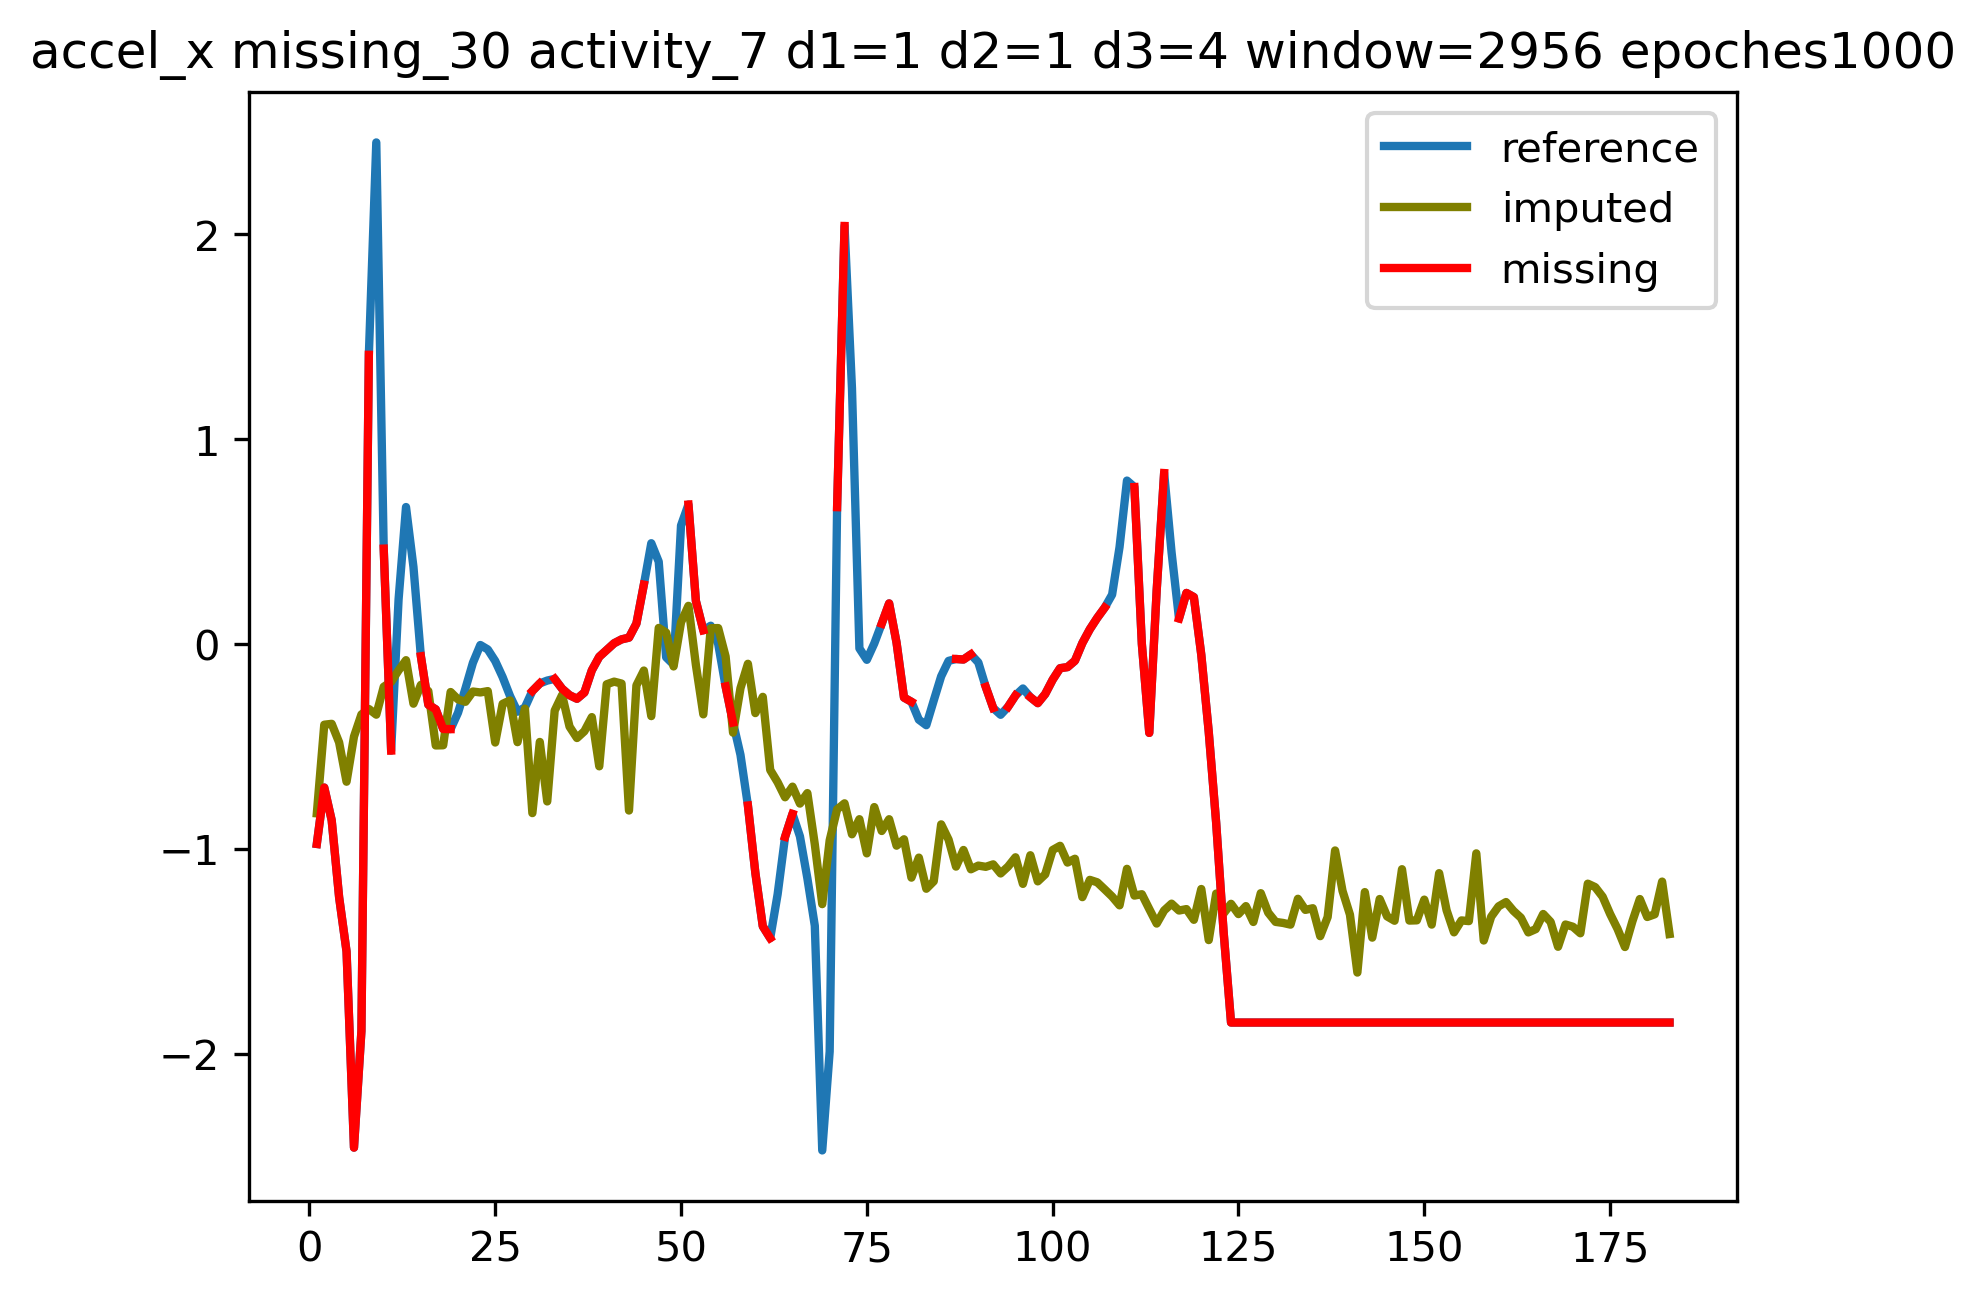 accel_x missing_30 activity_7 d1=1 d2=1 d3=4 window=2956 epoches1000
reference
imputed
missing
2
1
0
−1
−2
0 25 50 75 100 125 150 175